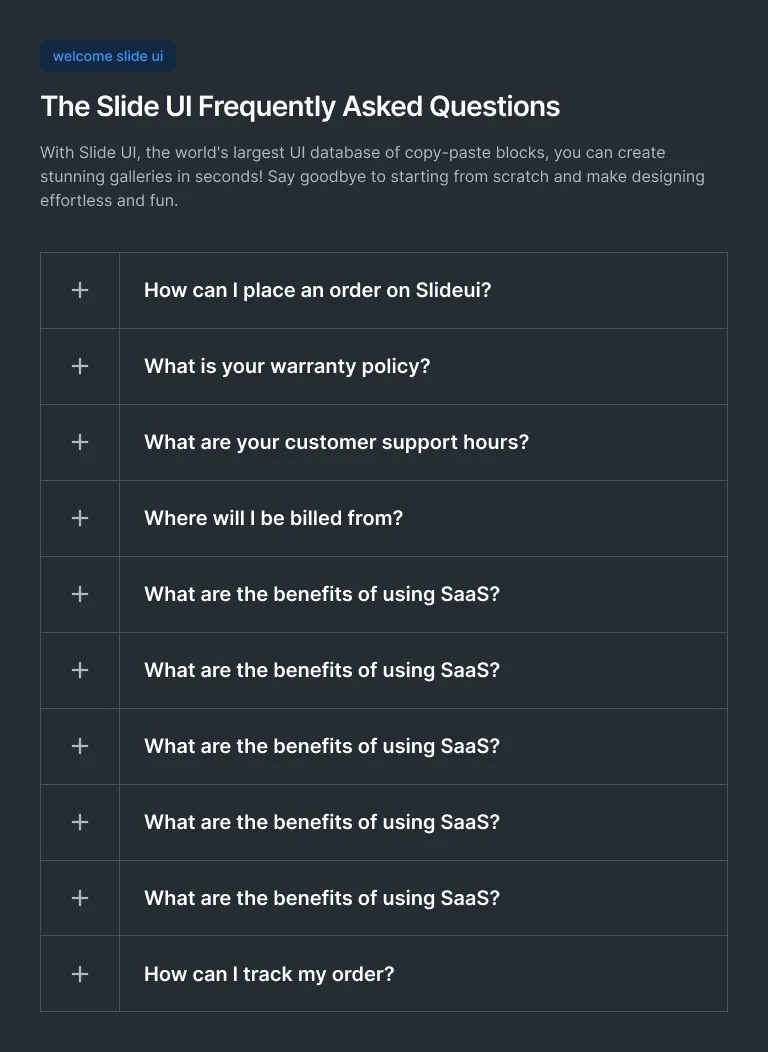 welcome slide ui
The Slide UI Frequently Asked Questions
With Slide UI, the world's largest UI database of copy-paste blocks, you can create
stunning galleries in seconds! Say goodbye to starting from scratch and make designing
effortless and fun.
How can I place an order on Slideui?
What is your warranty policy?
What are your customer support hours?
Where will I be billed from?
What are the benefits of using SaaS?
What are the benefits of using SaaS?
What are the benefits of using SaaS?
What are the benefits of using SaaS?
What are the benefits of using SaaS?
How can I track my order?